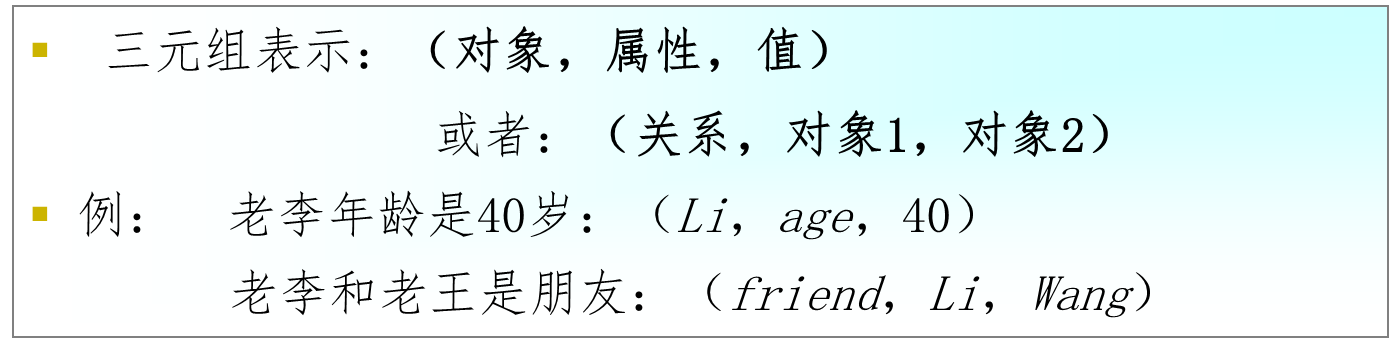 ▪ 三元组表示：（对象，属性，值）
或者：（关系，对象1，对象2）
▪ 例： 老李年龄是40岁：（Li，age，40）
老李和老王是朋友：（friend，Li，Wang）